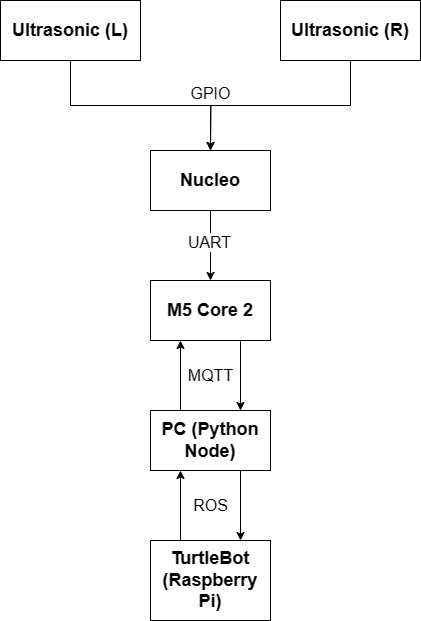 Ultrasonic (L)
Ultrasonic (R)
GPIO
Nucleo
UART
M5 Core 2
MQTT
PC (Python
Node)
ROS
TurtleBot
(Raspberry
Pi)